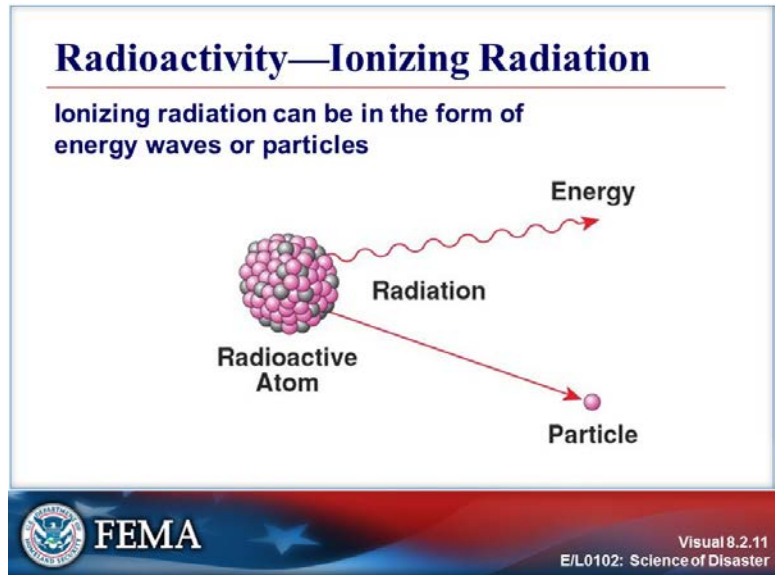 Radioactivity—Ionizing Radiation
Ionizing radiation can be in the form of
energy waves or particles
Energy
Radiation
Radioactive
Atom
Particle
FEMA
Visual 8.2.11
E/L0102: Science of Disaster